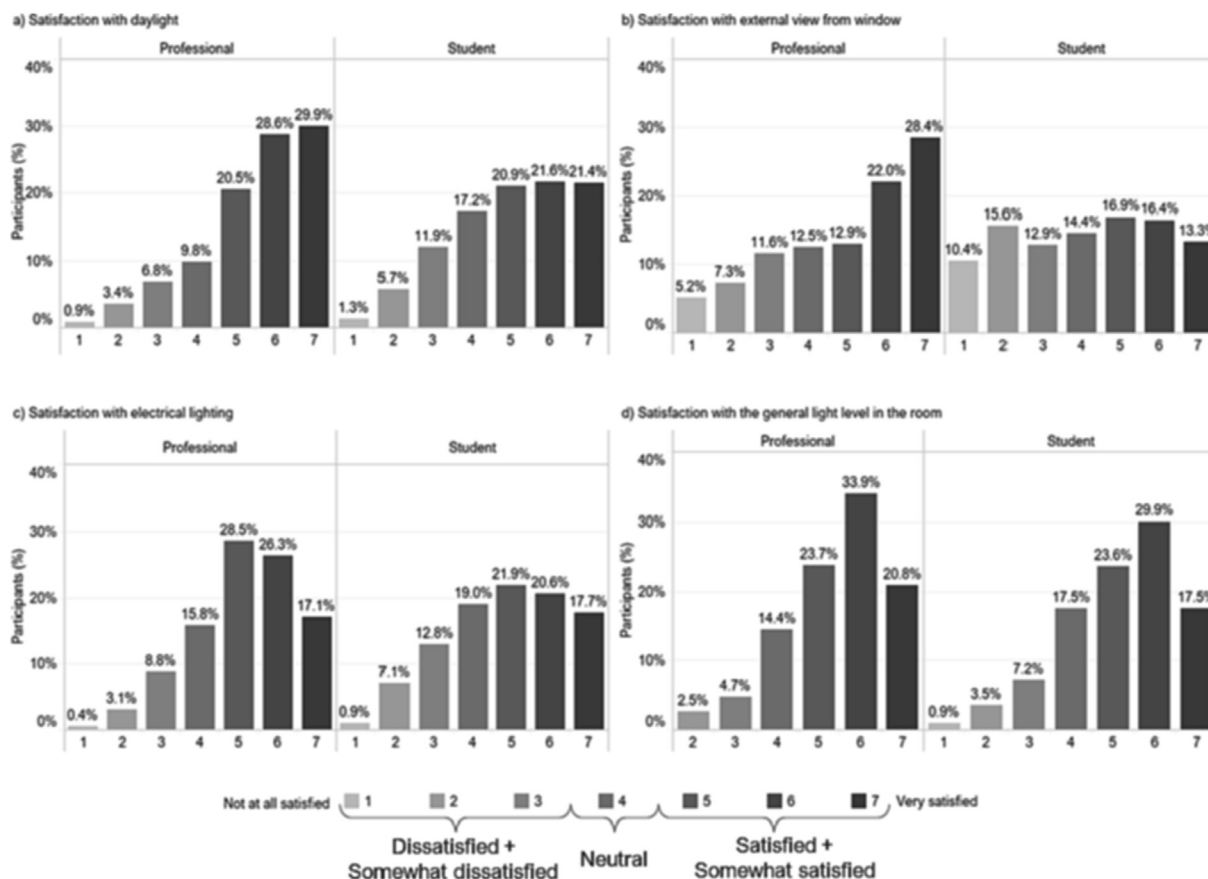 a) Satisfaction with daylight
Professional
Student
Participants (%)
40%
30%
20%
10%
0%
0.9%
3.4%
6.8%
9.8%
20.5%
28.6%
29.9%
1 2 3 4 5 6 7
1.3%
5.7%
11.9%
17.2%
20.9%
21.6%
21.4%
1 2 3 4 5 6 7
b) Satisfaction with external view from window
Professional
Student
Participants (%)
40%
30%
20%
10%
0%
5.2%
7.3%
11.6%
12.5%
12.9%
22.0%
28.4%
1 2 3 4 5 6 7
10.4%
15.6%
12.9%
14.4%
16.9%
16.4%
13.3%
1 2 3 4 5 6 7
c) Satisfaction with electrical lighting
Professional
Student
Participants (%)
40%
30%
20%
10%
0%
0.4%
3.1%
8.8%
15.8%
28.5%
26.3%
17.1%
1 2 3 4 5 6 7
0.9%
7.1%
12.8%
19.0%
21.9%
20.6%
17.7%
1 2 3 4 5 6 7
d) Satisfaction with the general light level in the room
Professional
Student
Participants (%)
40%
30%
20%
10%
0%
2.5%
4.7%
14.4%
23.7%
33.9%
20.8%
2 3 4 5 6 7
0.9%
3.5%
7.2%
17.5%
23.6%
29.9%
17.5%
1 2 3 4 5 6 7
Not at all satisfied 1 2 3 4 5 6 7 Very satisfied
Dissatisfied +
Somewhat dissatisfied
Neutral
Satisfied +
Somewhat satisfied